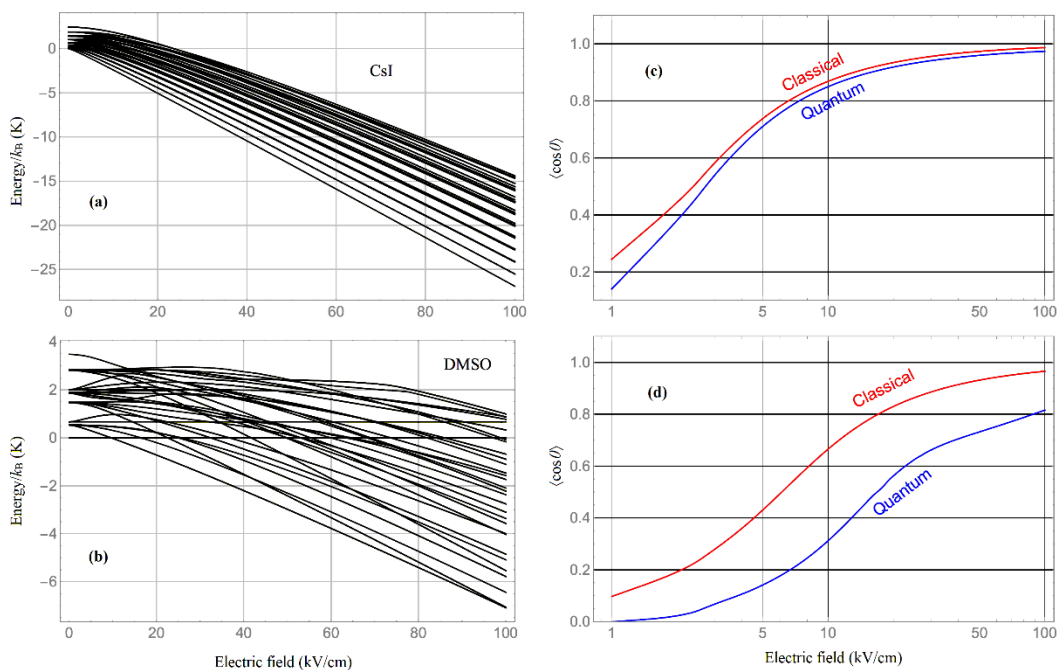 0
−5
−10
−15
−20
−25
Energy/kB (K)
CsI
(a)
0 20 40 60 80 100
1.0
0.8
0.6
0.4
0.2
⟨cosθ⟩
(c)
Classical
Quantum
1 5 10 50 100
2
0
−2
−4
−6
Energy/kB (K)
DMSO
(b)
0 20 40 60 80 100
Electric field (kV/cm)
1.0
0.8
0.6
0.4
0.2
0.0
⟨cosθ⟩
(d)
Classical
Quantum
1 5 10 50 100
Electric field (kV/cm)